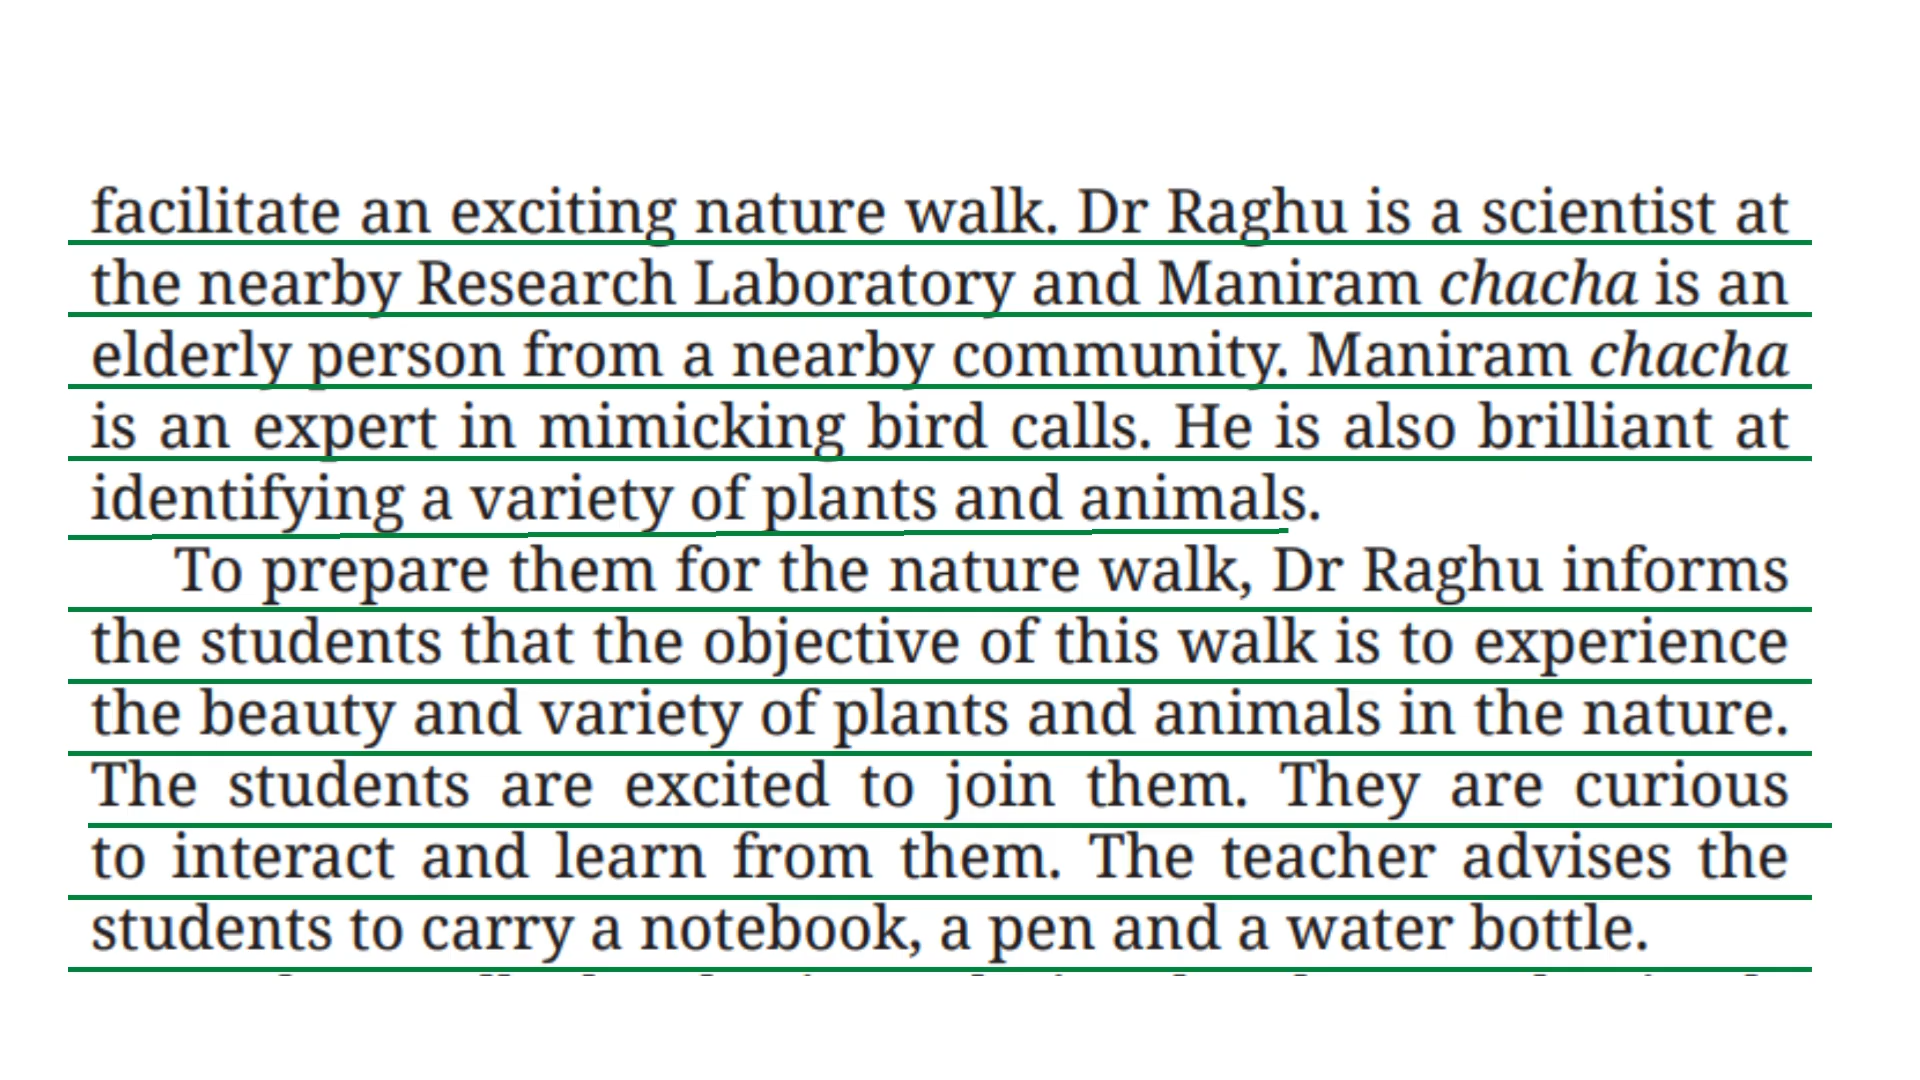 facilitate an exciting nature walk. Dr Raghu is a scientist at
the nearby Research Laboratory and Maniram chacha is an
elderly person from a nearby community. Maniram chacha
is an expert in mimicking bird calls. He is also brilliant at
identifying a variety of plants and animals.
To prepare them for the nature walk, Dr Raghu informs
the students that the objective of this walk is to experience
the beauty and variety of plants and animals in the nature.
The students are excited to join them. They are curious
to interact and learn from them. The teacher advises the
students to carry a notebook, a pen and a water bottle.